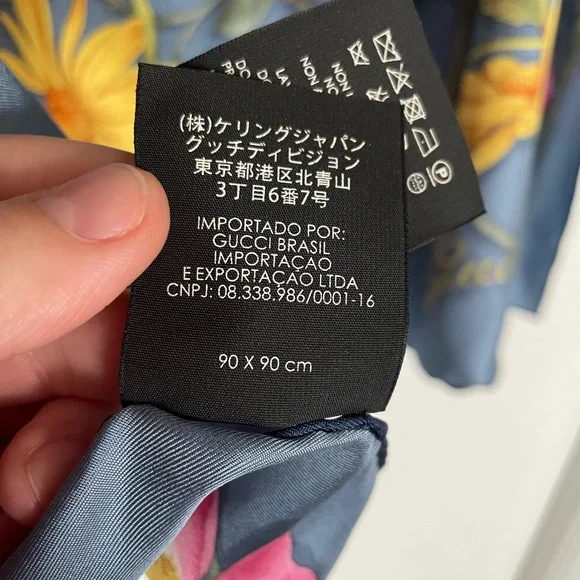 (株)ケリングジャパン
グッチディビジョン
東京都港区北青山
3丁目6番7号
IMPORTADO POR:
GUCCI BRASIL
IMPORTAÇAO
E EXPORTAÇAO LTDA
CNPJ: 08.338.986/0001-16
90 X 90 cm